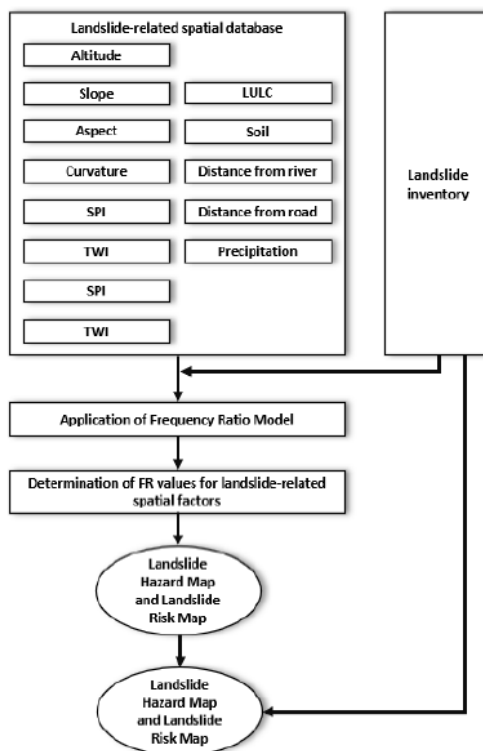 Landslide-related spatial database
Altitude
Slope
Aspect
Curvature
SPI
TWI
SPI
TWI
LULC
Soil
Distance from river
Distance from road
Precipitation
Landslide
inventory
Application of Frequency Ratio Model
Determination of FR values for landslide-related
spatial factors
Landslide
Hazard Map
and Landslide
Risk Map
Landslide
Hazard Map
and Landslide
Risk Map